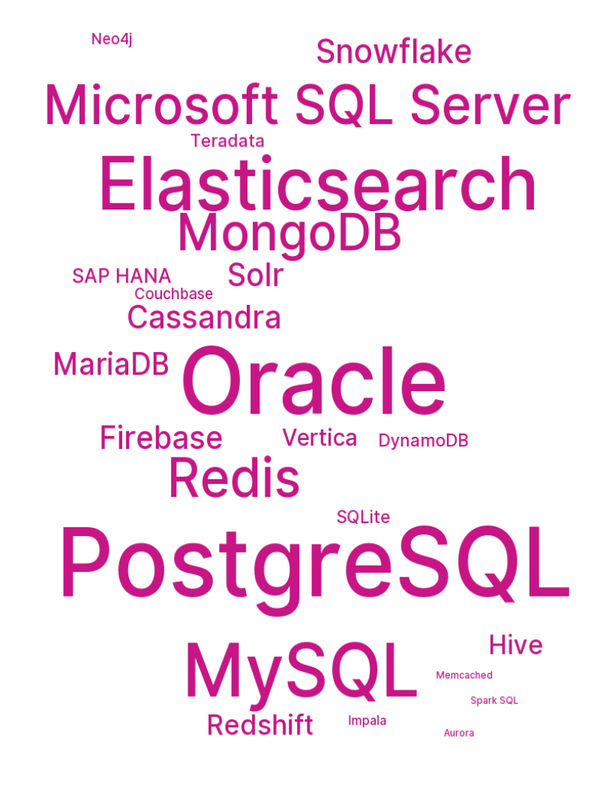 Neo4j
Snowflake
Microsoft SQL Server
Teradata
Elasticsearch
MongoDB
SAP HANA Solr
Couchbase
Cassandra
MariaDB Oracle
Firebase Vertica DynamoDB
Redis
SQLite
PostgreSQL
Hive
MySQL
Memcached
Spark SQL
Redshift Impala
Aurora